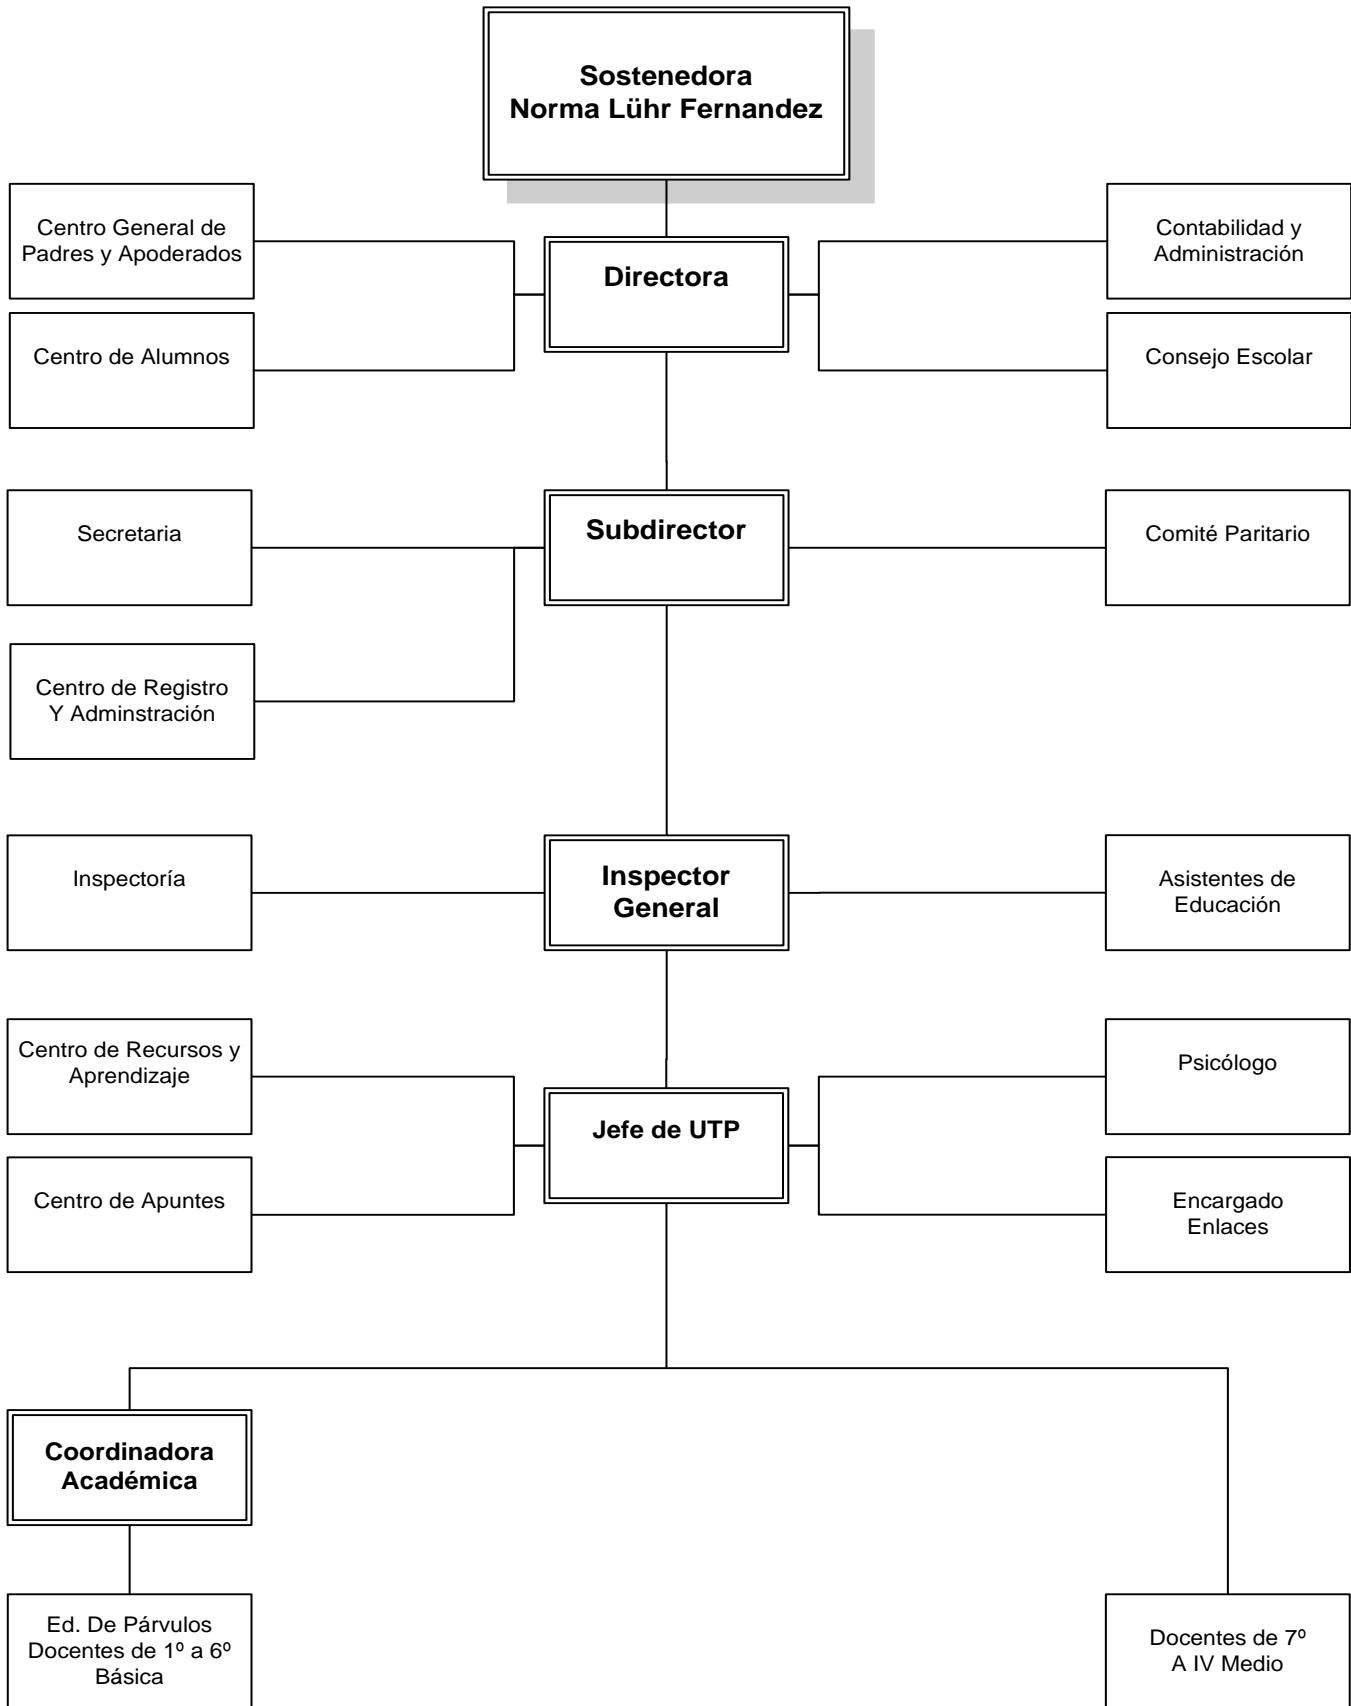 Sostenedora
Norma Lühr Fernandez
Centro General de
Padres y Apoderados
Directora
Contabilidad y
Administración
Centro de Alumnos
Consejo Escolar
Secretaria
Subdirector
Comité Paritario
Centro de Registro
Y Adminstración
Inspectoría
Inspector
General
Asistentes de
Educación
Centro de Recursos y
Aprendizaje
Psicólogo
Jefe de UTP
Centro de Apuntes
Encargado
Enlaces
Coordinadora
Académica
Ed. De Párvulos
Docentes de 1º a 6º
Básica
Docentes de 7º
A IV Medio